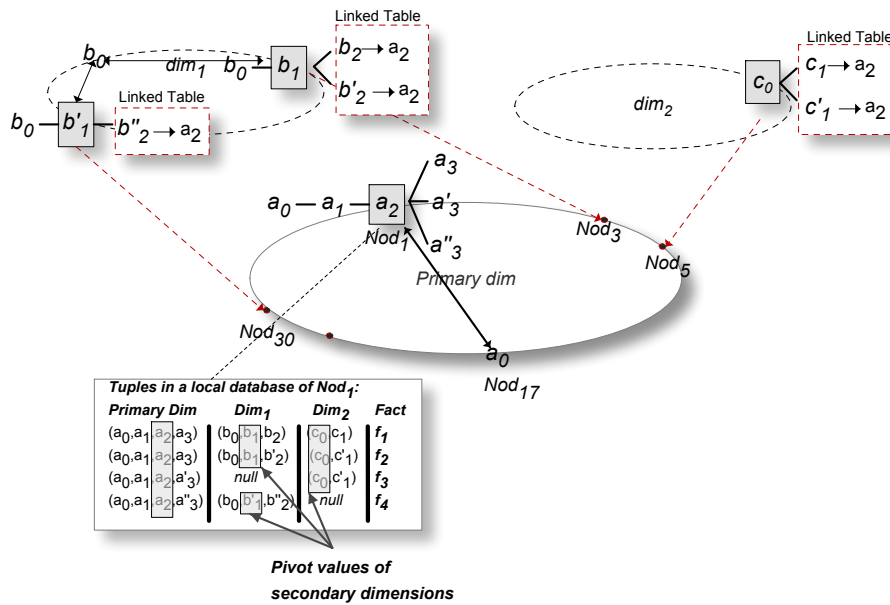 Linked Table
b₂ → a₂
b'₂ → a₂
b₀
dim₁
b₀ b₁
Linked Table
c₁ → a₂
c'₁ → a₂
c₀
dim₂
Linked Table
b₀ b'₁ b''₂ → a₂
a₃
a₀ a₁ a₂ a'₃
a''₃
Nod₁
Nod₃
Nod₅
Primary dim
Nod₃₀
a₀
Nod₁₇
Tuples in a local database of Nod₁:
Primary Dim Dim₁ Dim₂ Fact
(a₀,a₁,a₂,a₃) (b₀,b₁,b₂) (c₀,c₁) f₁
(a₀,a₁,a₂,a₃) (b₀,b₁,b'₂) (c₀,c'₁) f₂
(a₀,a₁,a₂,a'₃) null (c₀,c'₁) f₃
(a₀,a₁,a₂,a''₃) (b₀,b'₁,b''₂) null f₄
Pivot values of
secondary dimensions